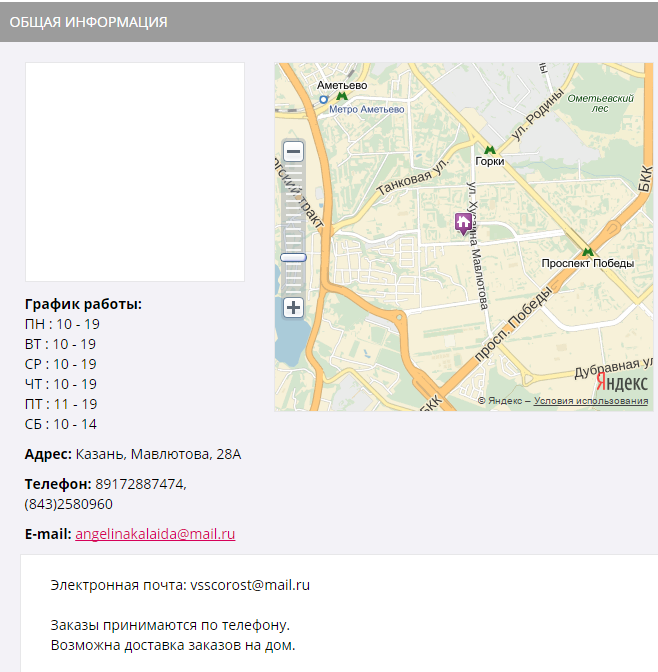 ОБЩАЯ ИНФОРМАЦИЯ
Аметьево
Метро Аметьево
ул. Родины
Ометьевский
лес
Горки
БКК
Танковая ул.
тракт
Мавлютова
Проспект Победы
просп. Победы
Дубравная ул
БКК
Яндекс
© Яндекс – Условия использования
График работы:
ПН : 10 - 19
ВТ : 10 - 19
СР : 10 - 19
ЧТ : 10 - 19
ПТ : 11 - 19
СБ : 10 - 14
Адрес: Казань, Мавлютова, 28А
Телефон: 89172887474,
(843)2580960
E-mail: angelinakalaida@mail.ru
Электронная почта: vsscorost@mail.ru
Заказы принимаются по телефону.
Возможна доставка заказов на дом.